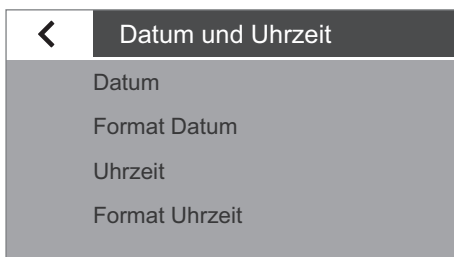 Datum und Uhrzeit
Datum
Format Datum
Uhrzeit
Format Uhrzeit